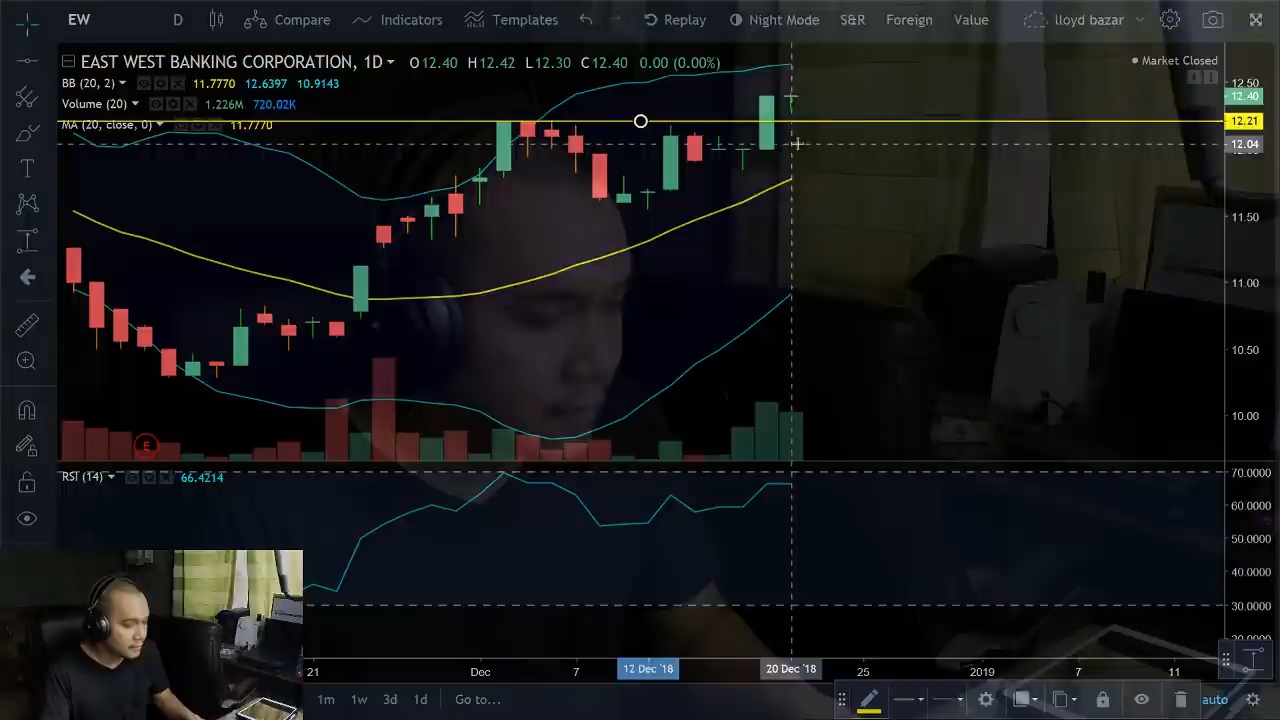 EW D Compare Indicators Templates Replay Night Mode S&R Foreign Value lloyd bazar
EAST WEST BANKING CORPORATION, 1D O12.40 H12.42 L12.30 C12.40 0.00 (0.00%) Market Closed
BB (20, 2) 11.7770 12.6397 10.9143
Volume (20) 1.226M 720.02K
MA (20, close, 0) 11.7770
12.50
12.40
12.21
12.04
11.50
11.00
10.50
10.00
E
RSI (14) 66.4214
70.0000
60.0000
50.0000
40.0000
30.0000
21 Dec 7 12 Dec '18 20 Dec '18 25 2019 7 11
1m 1w 3d 1d Go to... auto